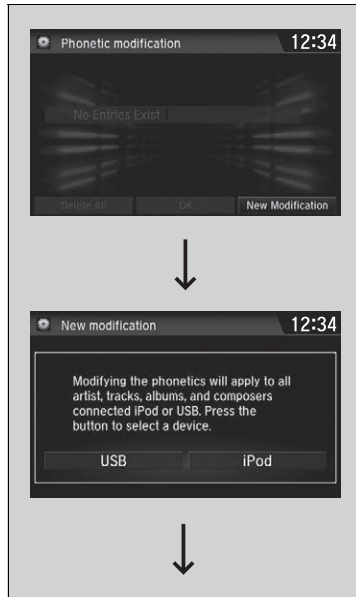 Phonetic modification 12:34
No Entries Exist
Delete All OK New Modification
New modification 12:34
Modifying the phonetics will apply to all
artist, tracks, albums, and composers
connected iPod or USB. Press the
button to select a device.
USB iPod